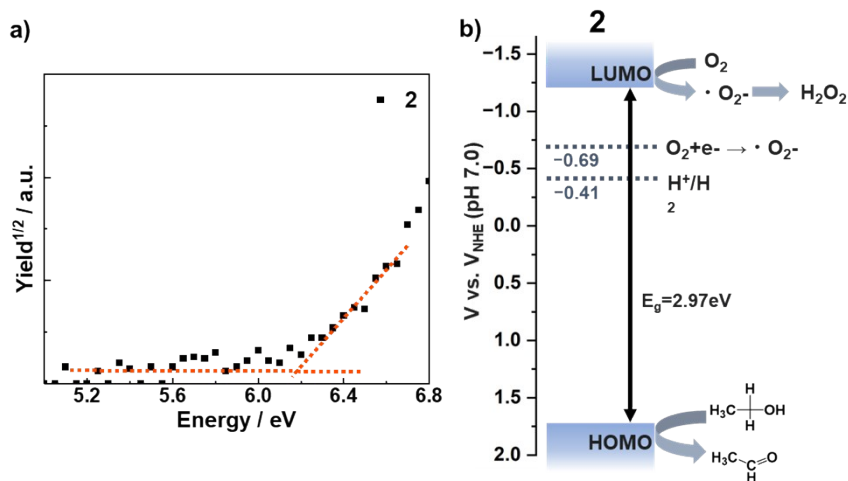 a)
2
Yield1/2 / a.u.
5.2 5.6 6.0 6.4 6.8
Energy / eV
b)
2
V vs. VNHE (pH 7.0)
−1.5
−1.0
−0.5
0.0
0.5
1.0
1.5
2.0
LUMO
O2
· O2-
H2O2
−0.69
O2+e- → · O2-
−0.41
H+/H
2
Eg=2.97eV
HOMO
H
H3C
OH
H
H3C
O
C
H